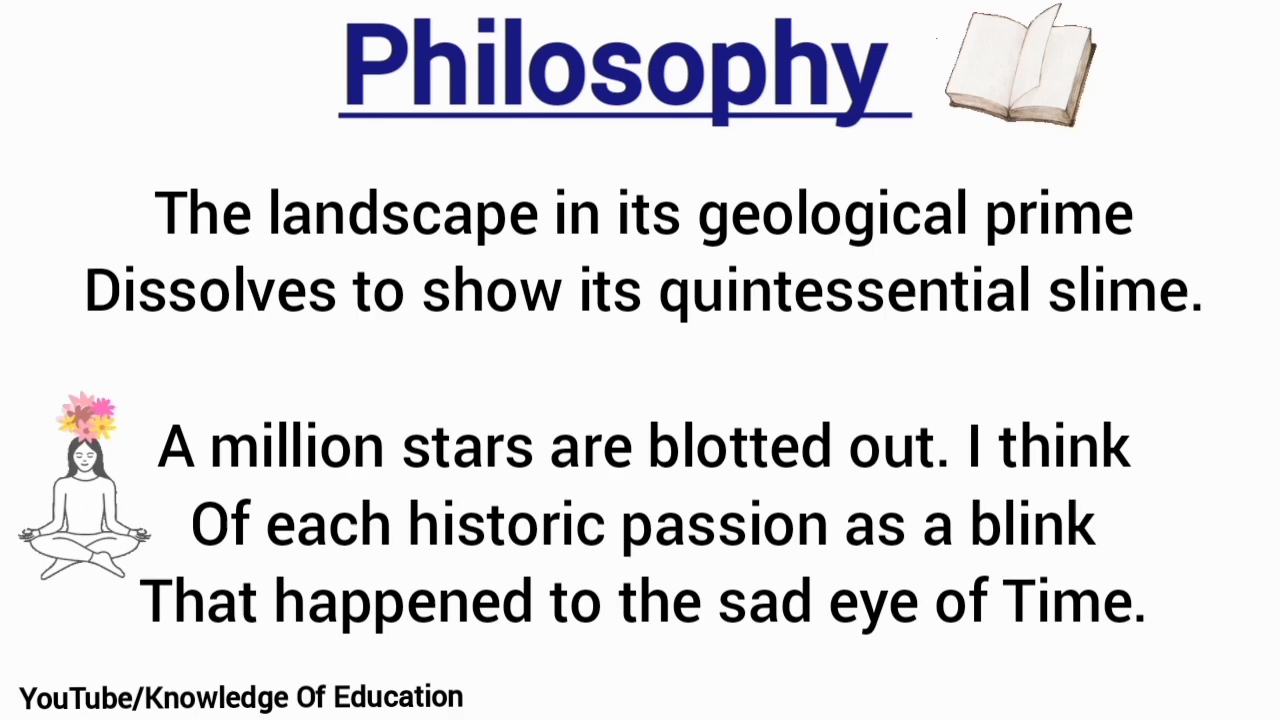 Philosophy
The landscape in its geological prime
Dissolves to show its quintessential slime.
A million stars are blotted out. I think
Of each historic passion as a blink
That happened to the sad eye of Time.
YouTube/Knowledge Of Education